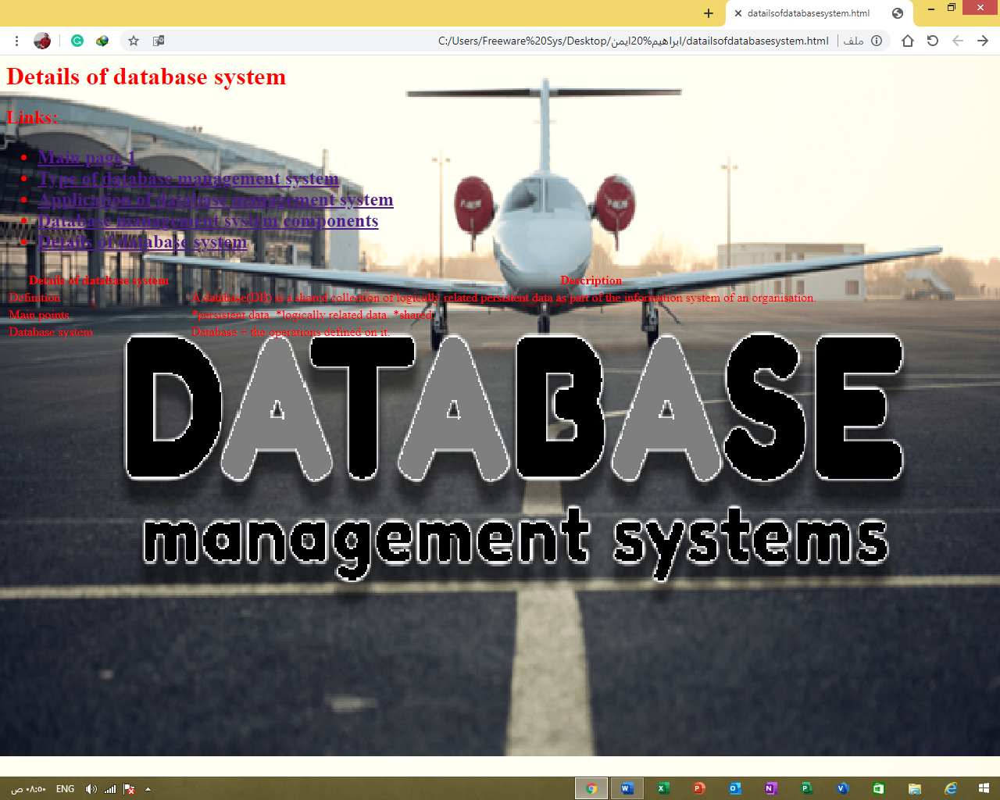 datailsofdatabasesystem.html
C:/Users/Freeware%20Sys/Desktop/ابراهيم%20ايمن/datailsofdatabasesystem.html
ملف
Details of database system
Links:
Main page 1
Type of database management system
Application of database management system
Database management system components
Details of database system
Details of database system Description
Definition A database(DB) is a shared collection of logically related persistent data as part of the information system of an organisation.
Main points *persistent data. *logically related data. *shared.
Database system Database + the operations defined on it.
DATABASE
management systems
ENG
٠٨:٥٠ ص